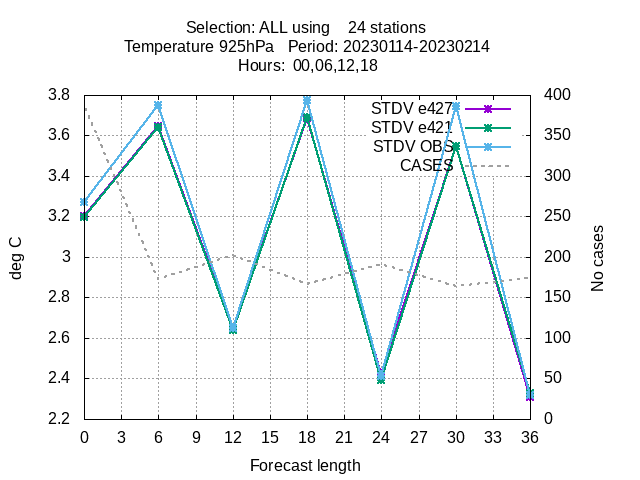 Selection: ALL using    24 stations
Temperature 925hPa   Period: 20230114-20230214
Hours:  00,06,12,18
3.8
3.6
3.4
3.2
3
2.8
2.6
2.4
2.2
deg C
400
350
300
250
200
150
100
50
0
No cases
STDV e427
STDV e421
STDV OBS
CASES
0 3 6 9 12 15 18 21 24 27 30 33 36
Forecast length